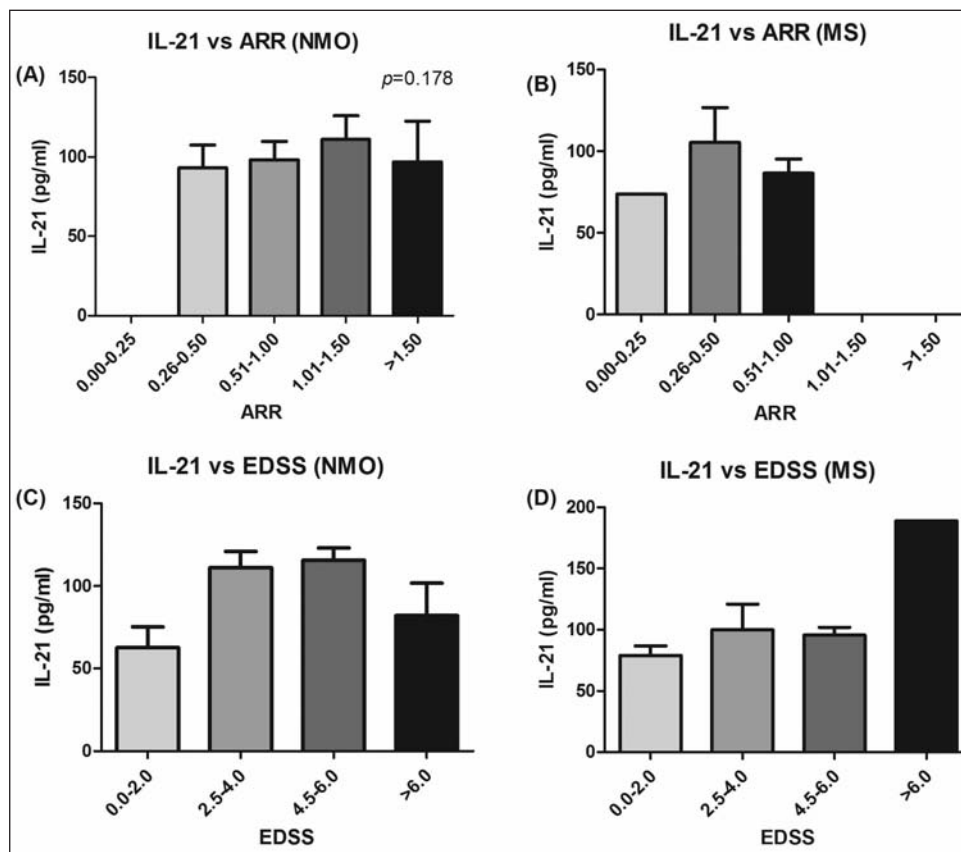 IL-21 vs ARR (NMO)
(A)
p=0.178
150
100
50
0
IL-21 (pg/ml)
0.00-0.25
0.26-0.50
0.51-1.00
1.01-1.50
>1.50
ARR
IL-21 vs ARR (MS)
(B)
150
100
50
0
IL-21 (pg/ml)
0.00-0.25
0.26-0.50
0.51-1.00
1.01-1.50
>1.50
ARR
IL-21 vs EDSS (NMO)
(C)
150
100
50
0
IL-21 (pg/ml)
0.0-2.0
2.5-4.0
4.5-6.0
>6.0
EDSS
IL-21 vs EDSS (MS)
(D)
200
150
100
50
0
IL-21 (pg/ml)
0.0-2.0
2.5-4.0
4.5-6.0
>6.0
EDSS